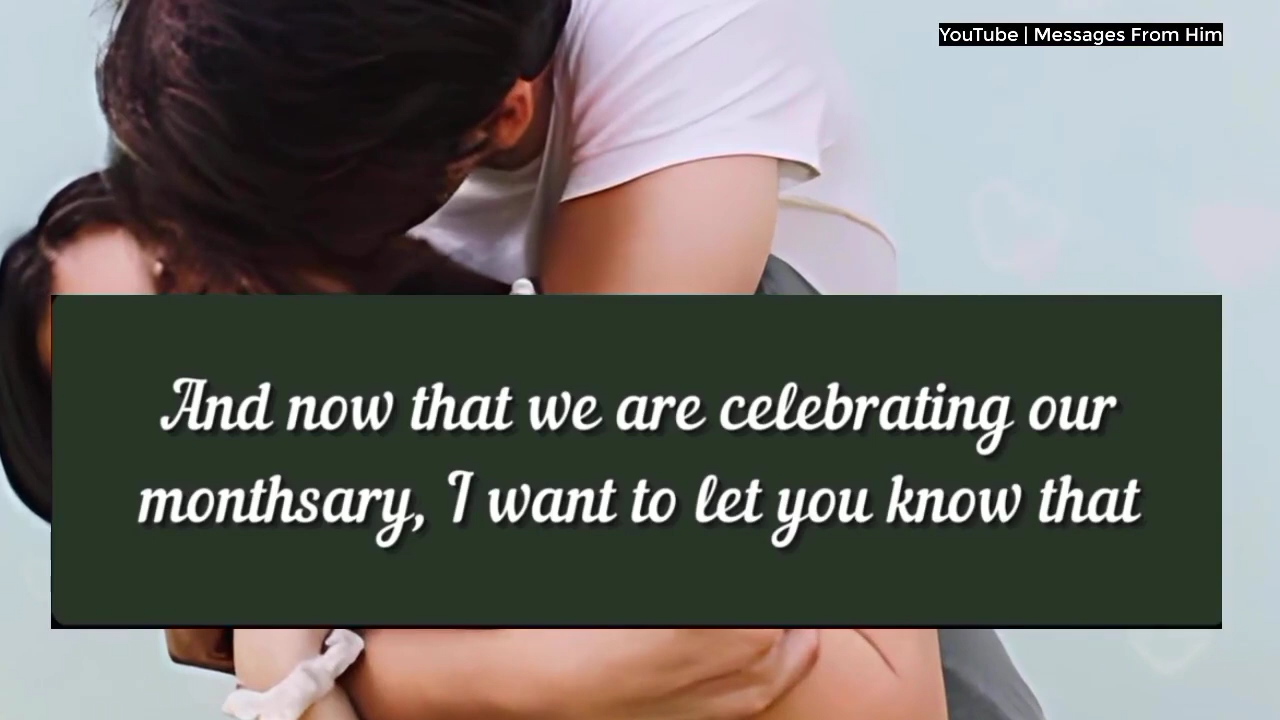 YouTube | Messages From Him
And now that we are celebrating our
monthsary, I want to let you know that